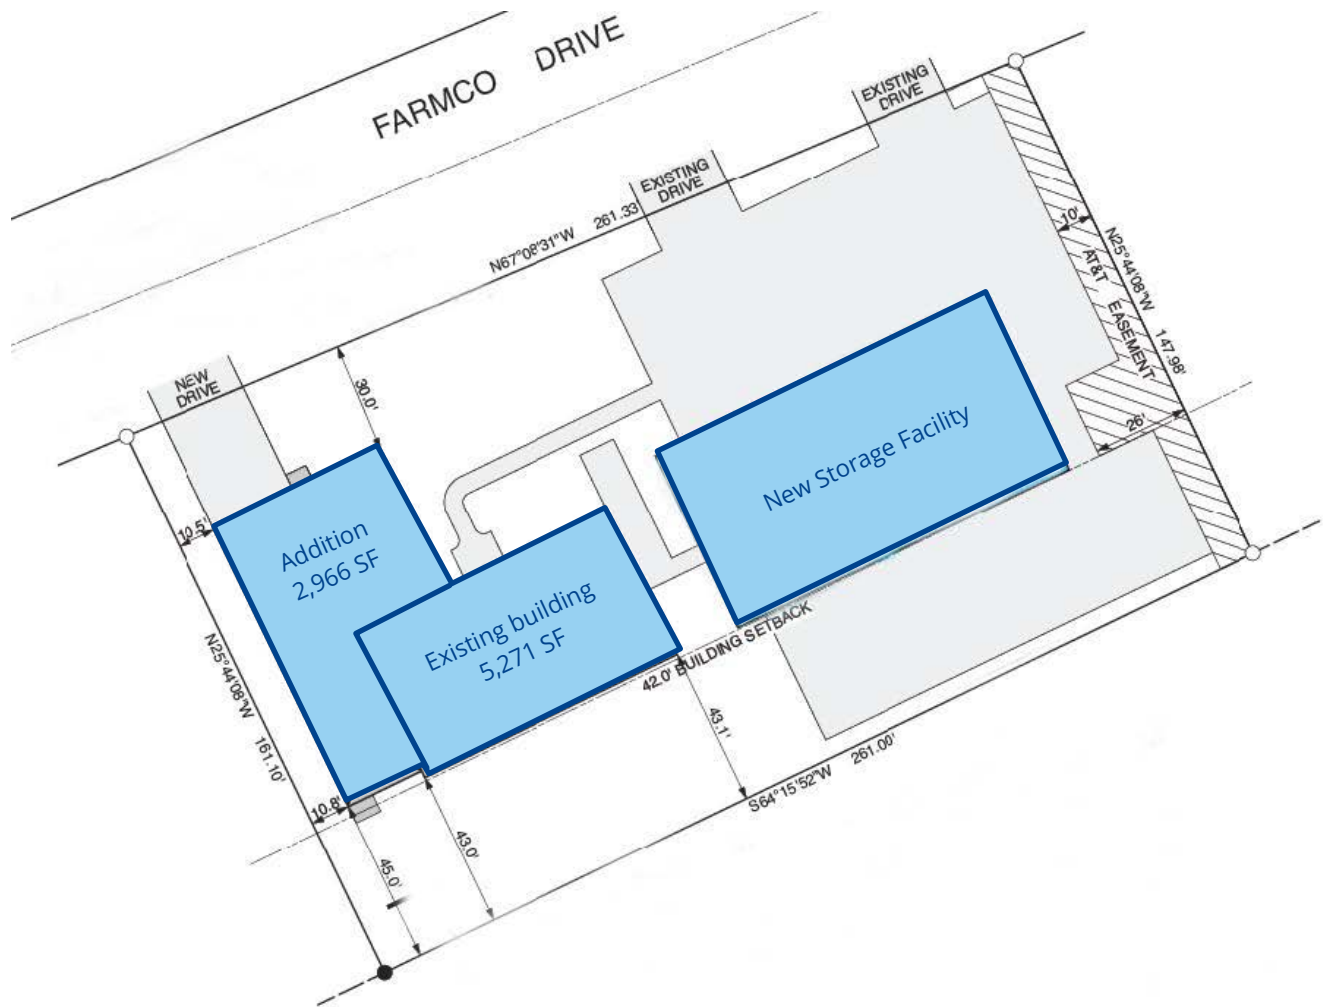 FARMCO DRIVE
EXISTING
DRIVE
EXISTING
DRIVE
N67°08'31"W 261.33
10'
N25°44'08"W 147.98'
AT&T EASEMENT
NEW
DRIVE
30.0'
26'
New Storage Facility
10.5'
Addition
2,966 SF
Existing building
5,271 SF
42.0' BUILDING SETBACK
N25°44'08"W 161.10'
43.1'
S64°15'52"W 261.00'
10.8'
43.0'
45.0'